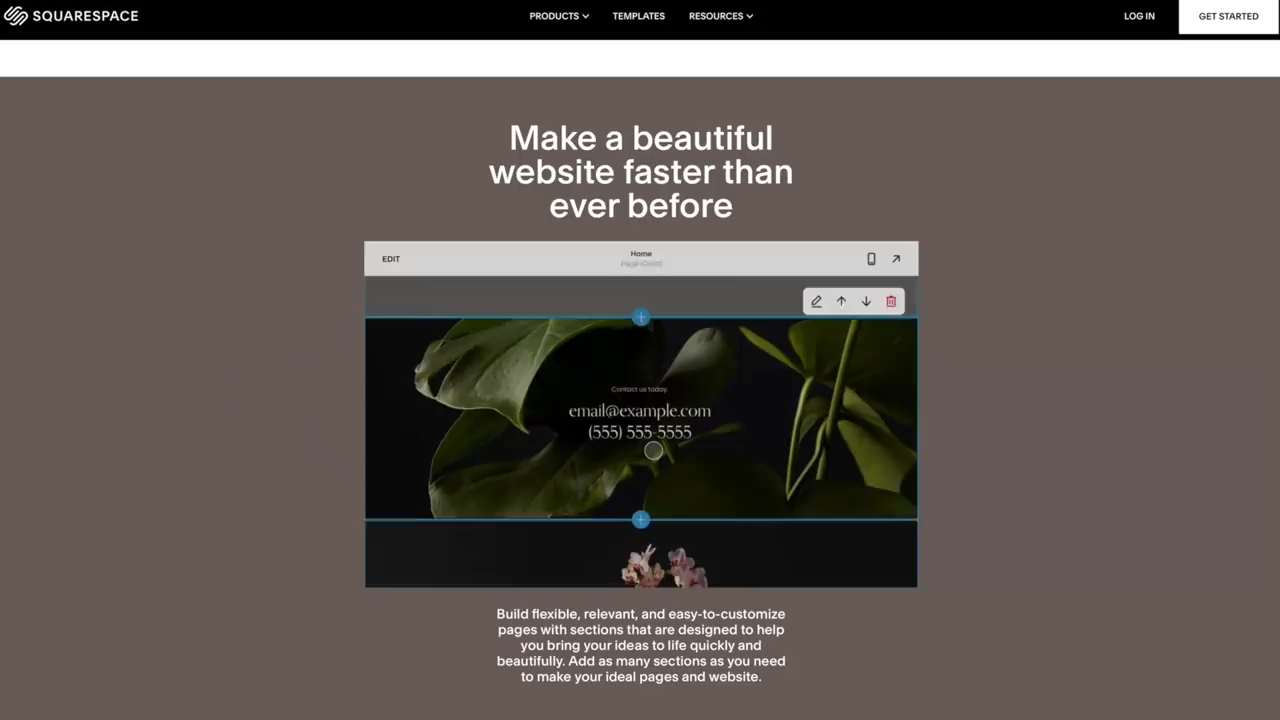 SQUARESPACE
PRODUCTS
TEMPLATES
RESOURCES
LOG IN
GET STARTED
Make a beautiful
website faster than
ever before
EDIT
Home
Contact us today.
email@example.com
(555) 555-5555
Build flexible, relevant, and easy-to-customize
pages with sections that are designed to help
you bring your ideas to life quickly and
beautifully. Add as many sections as you need
to make your ideal pages and website.